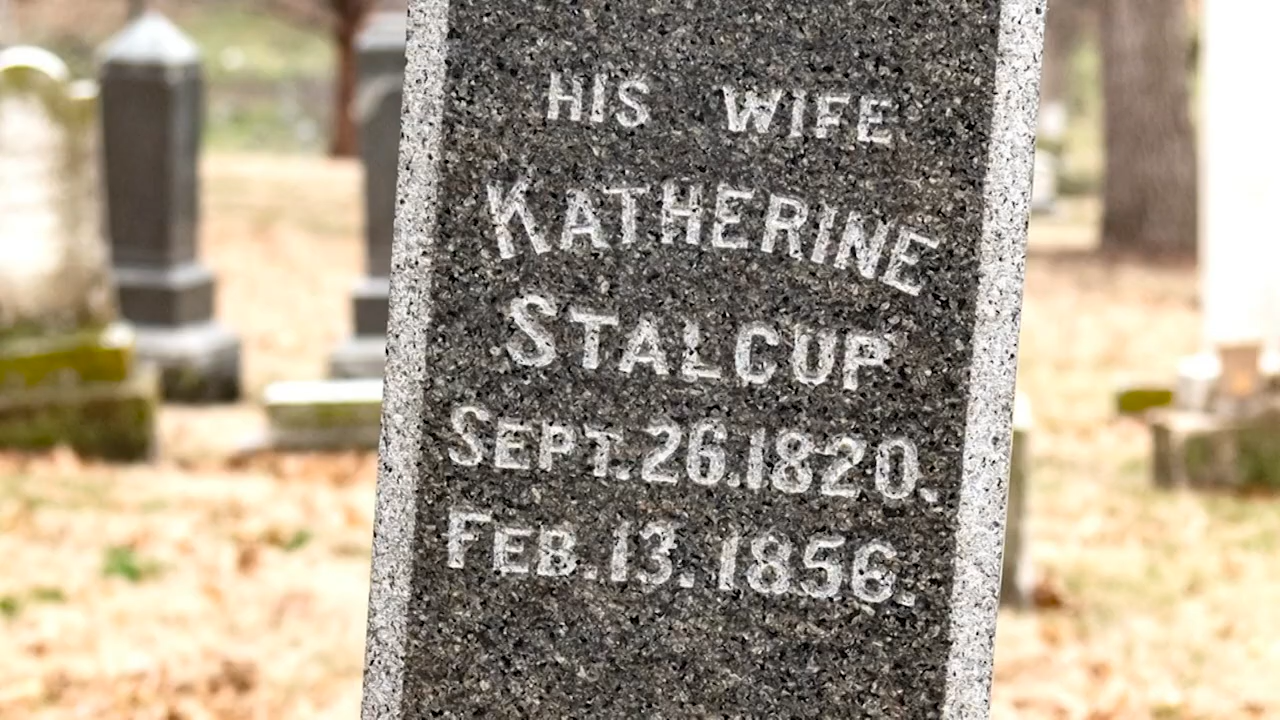 HIS WIFE
KATHERINE
STALCUP
SEPT. 26. 1820.
FEB. 13. 1856.